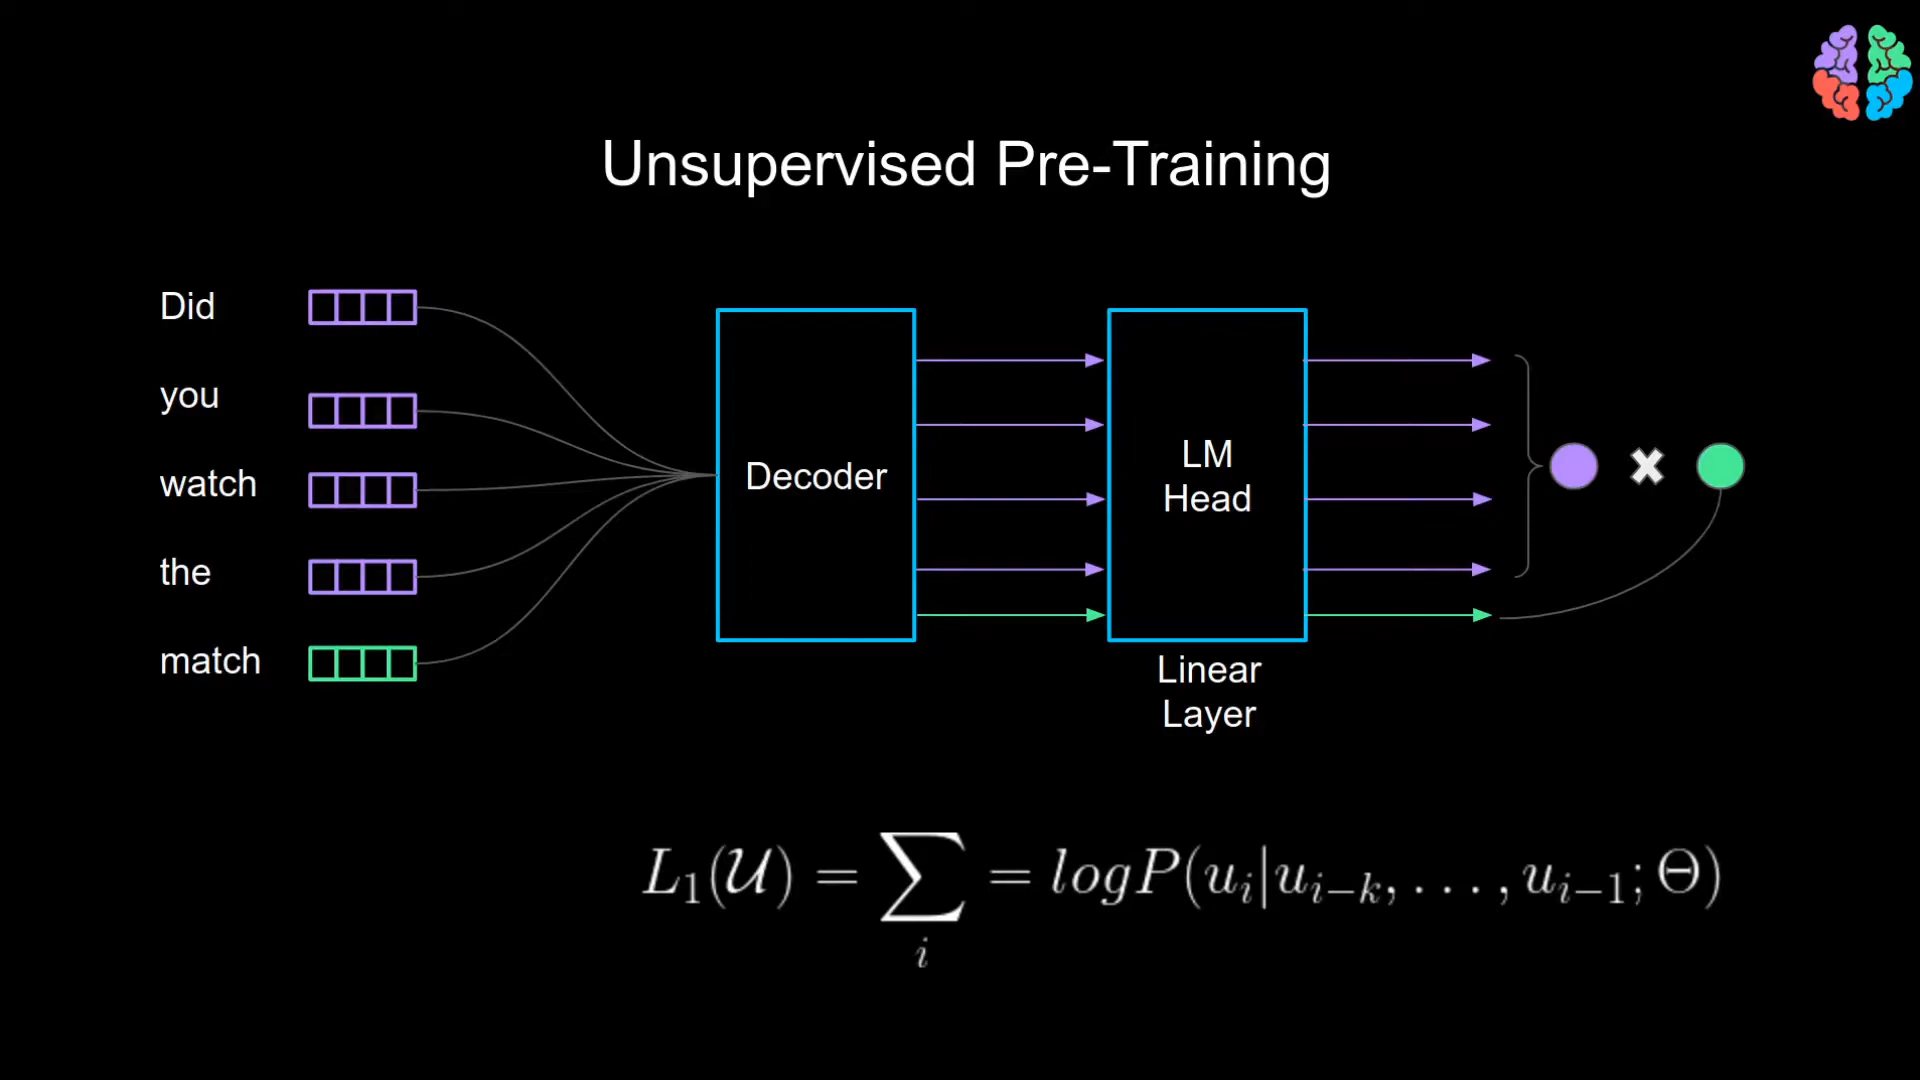 Unsupervised Pre-Training
Did
you
watch
the
match
Decoder
LM
Head
Linear
Layer
L₁(𝒰) = ∑ᵢ = logP(uᵢ|uᵢ₋ₖ, . . . , uᵢ₋₁; Θ)